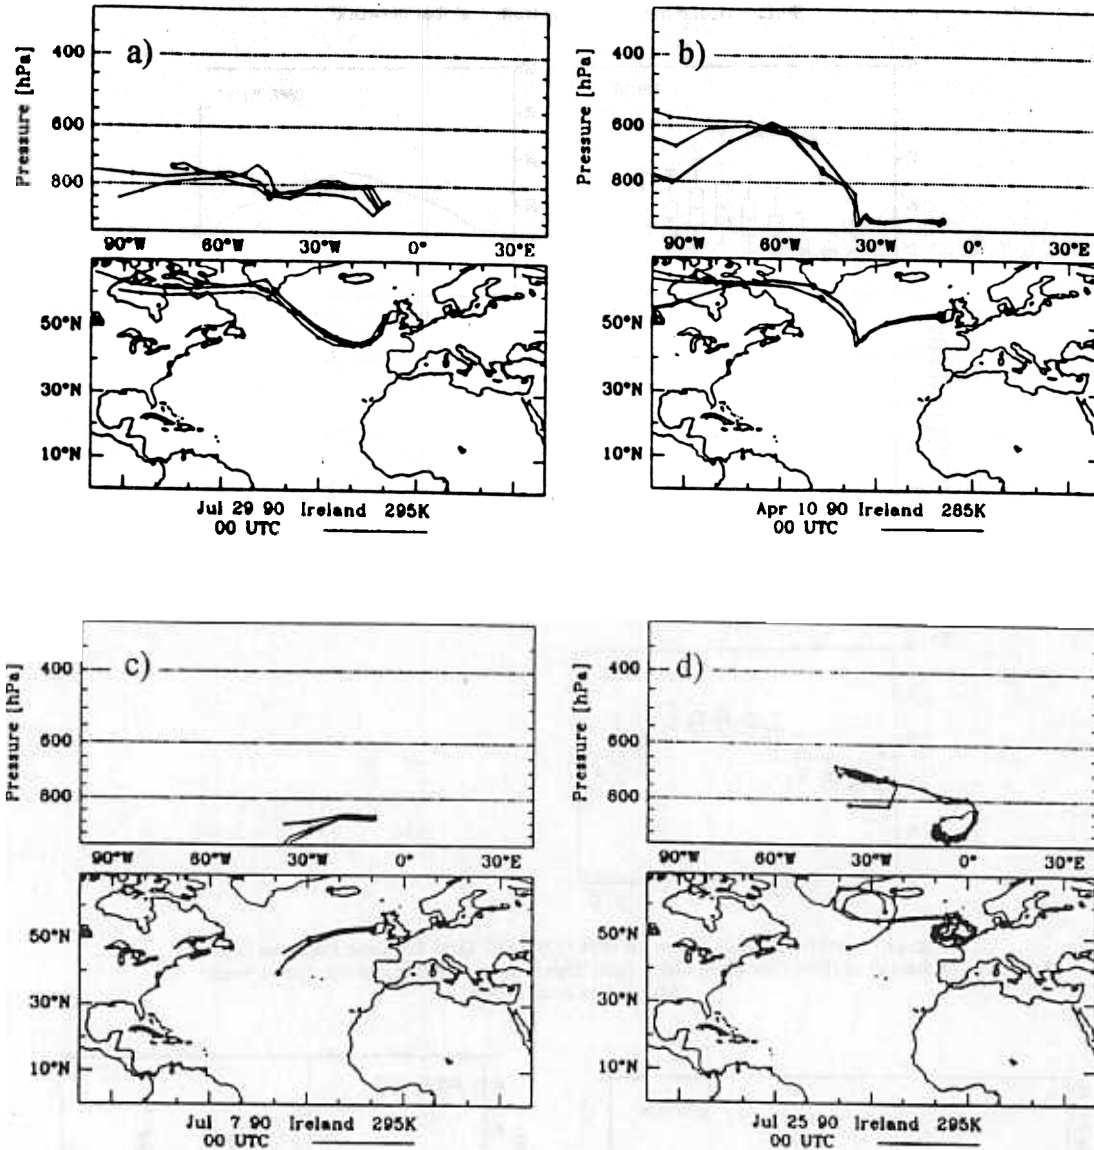 a)
Pressure [hPa]
400
600
800
90°W 60°W 30°W 0° 30°E
50°N
30°N
10°N
Jul 29 90 Ireland 295K
00 UTC
b)
Pressure [hPa]
400
600
800
90°W 60°W 30°W 0° 30°E
50°N
30°N
10°N
Apr 10 90 Ireland 285K
00 UTC
c)
Pressure [hPa]
400
600
800
90°W 60°W 30°W 0° 30°E
50°N
30°N
10°N
Jul 7 90 Ireland 295K
00 UTC
d)
Pressure [hPa]
400
600
800
90°W 60°W 30°W 0° 30°E
50°N
30°N
10°N
Jul 25 90 Ireland 295K
00 UTC